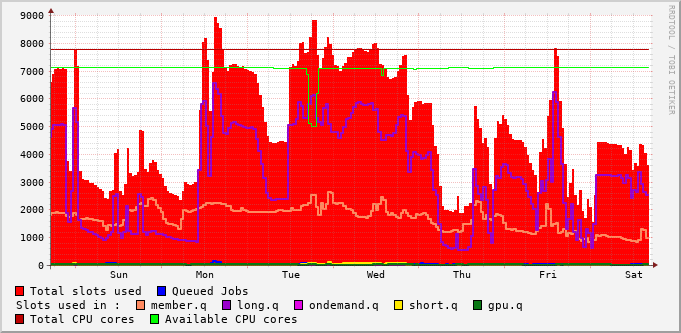 9000
8000
7000
6000
5000
4000
3000
2000
1000
0
Sun Mon Tue Wed Thu Fri Sat
RRDTOOL / TOBI OETIKER
Total slots used Queued Jobs
Slots used in : member.q long.q ondemand.q short.q gpu.q
Total CPU cores Available CPU cores